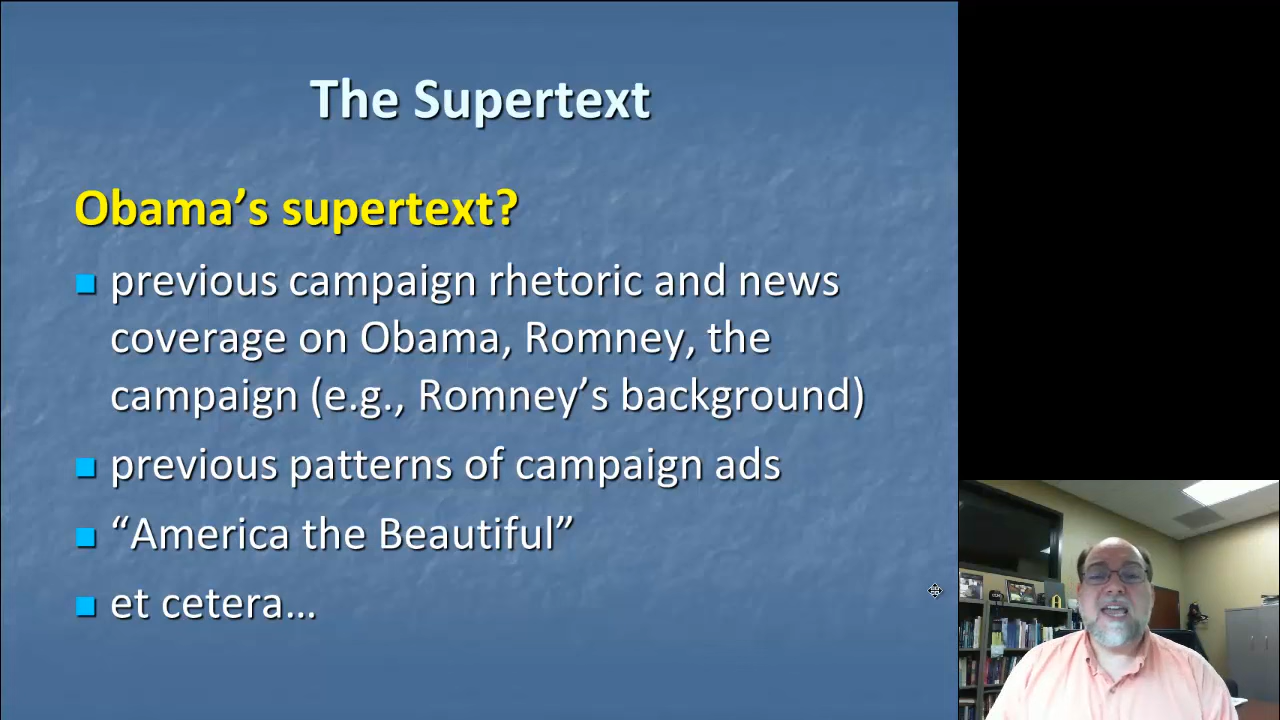 The Supertext
Obama’s supertext?
previous campaign rhetoric and news
coverage on Obama, Romney, the
campaign (e.g., Romney’s background)
previous patterns of campaign ads
“America the Beautiful”
et cetera…